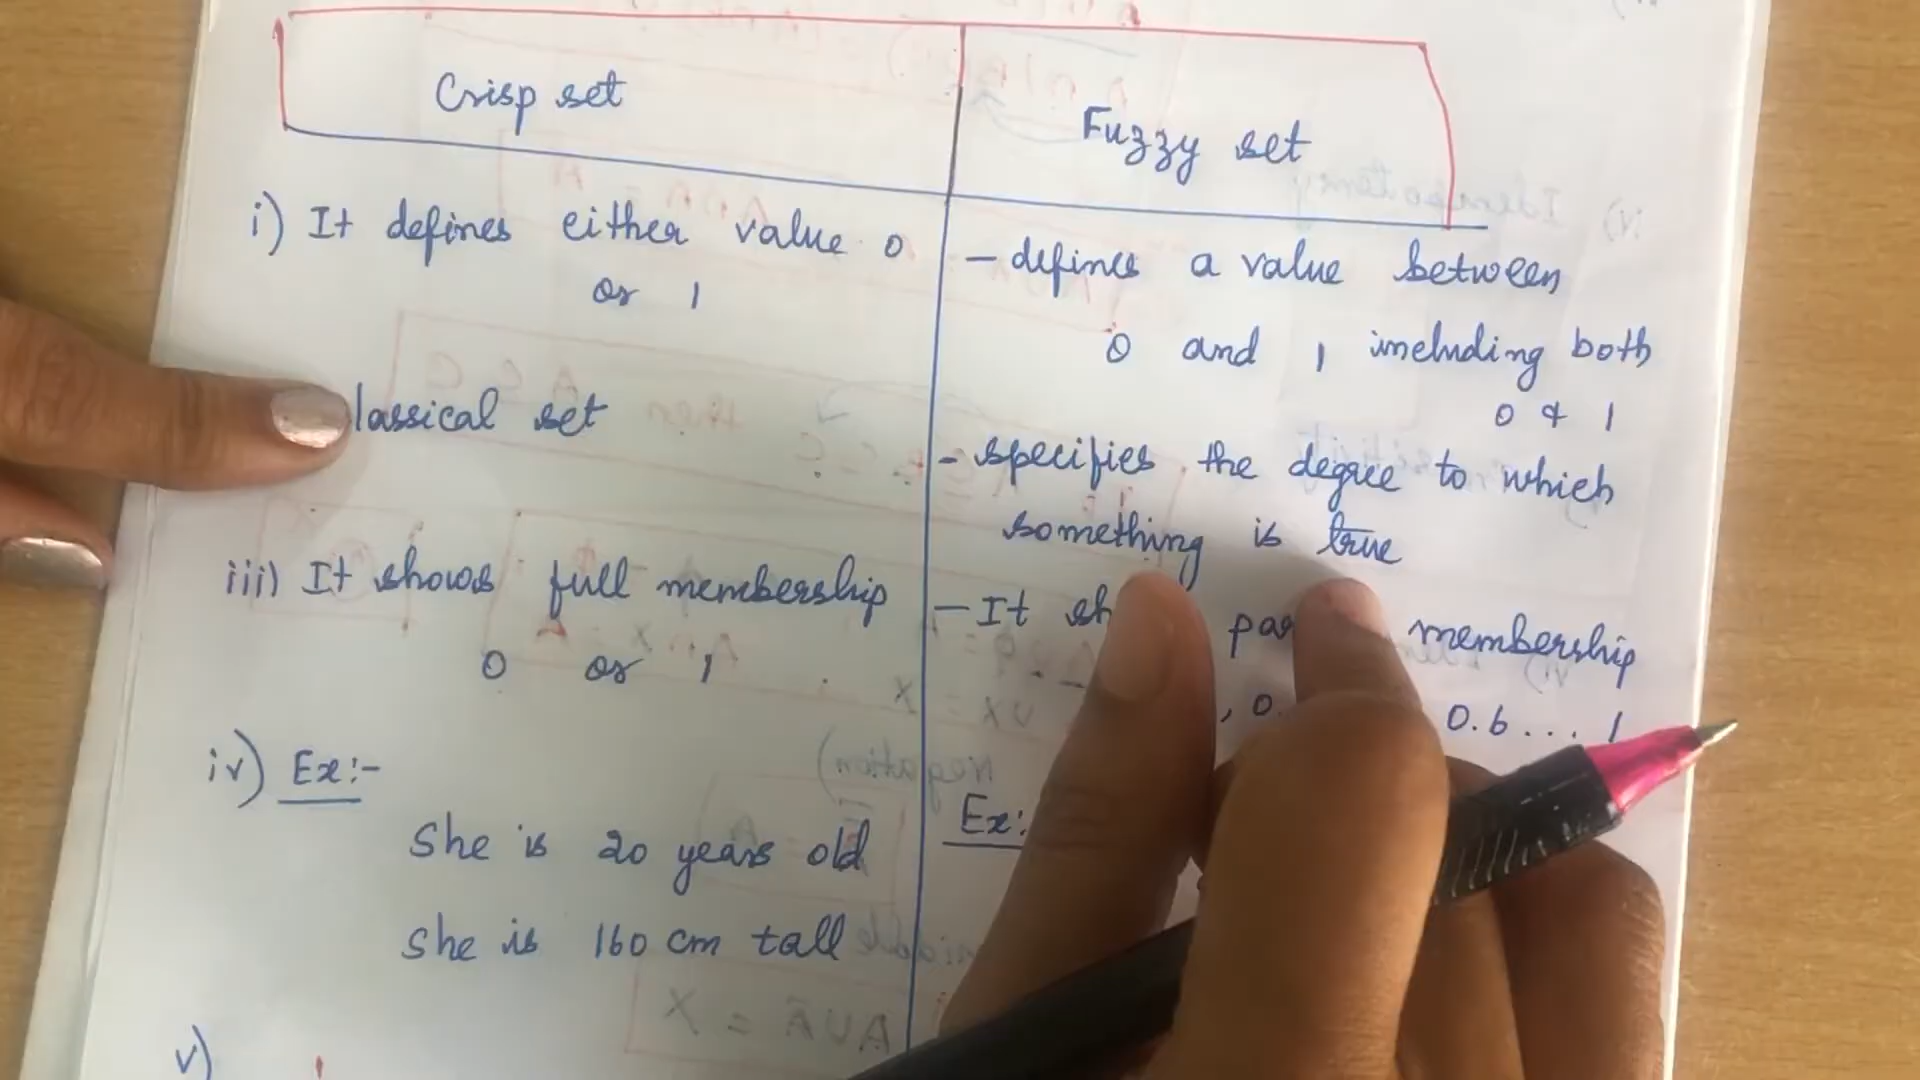 Crisp set
Fuzzy set
i) It defines either value 0
or 1
lassical set
iii) It shows full membership
0 or 1
iv) Ex:-
She is 20 years old
She is 160 cm tall
v)
- defines a value between
0 and 1 including both
0 & 1
- specifies the degree to which
something is true
- It membership
0.6 ... 1
Ex: